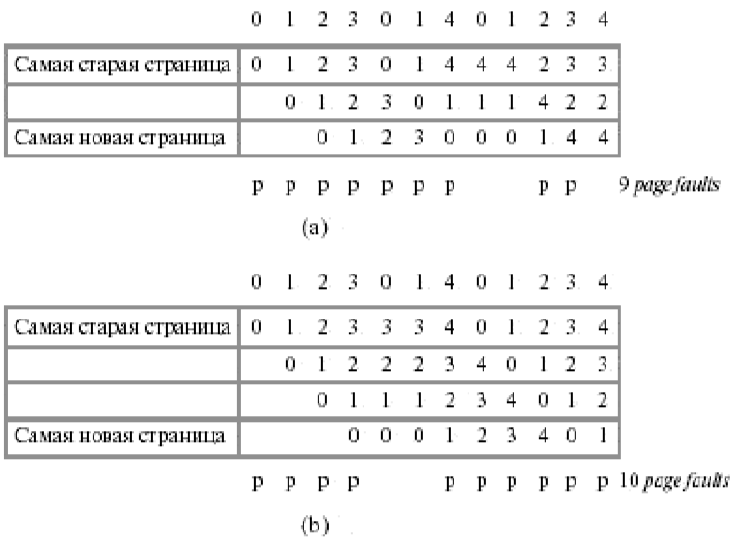 0 1 2 3 0 1 4 0 1 2 3 4
Самая старая страница 0 1 2 3 0 1 4 4 4 2 3 3
0 1 2 3 0 1 1 1 4 2 2
Самая новая страница 0 1 2 3 0 0 0 1 4 4
p p p p p p p p p 9 page faults
(a)
0 1 2 3 0 1 4 0 1 2 3 4
Самая старая страница 0 1 2 3 3 3 4 0 1 2 3 4
0 1 2 2 2 3 4 0 1 2 3
0 1 1 1 2 3 4 0 1 2
Самая новая страница 0 0 0 1 2 3 4 0 1
p p p p p p p p p p 10 page faults
(b)